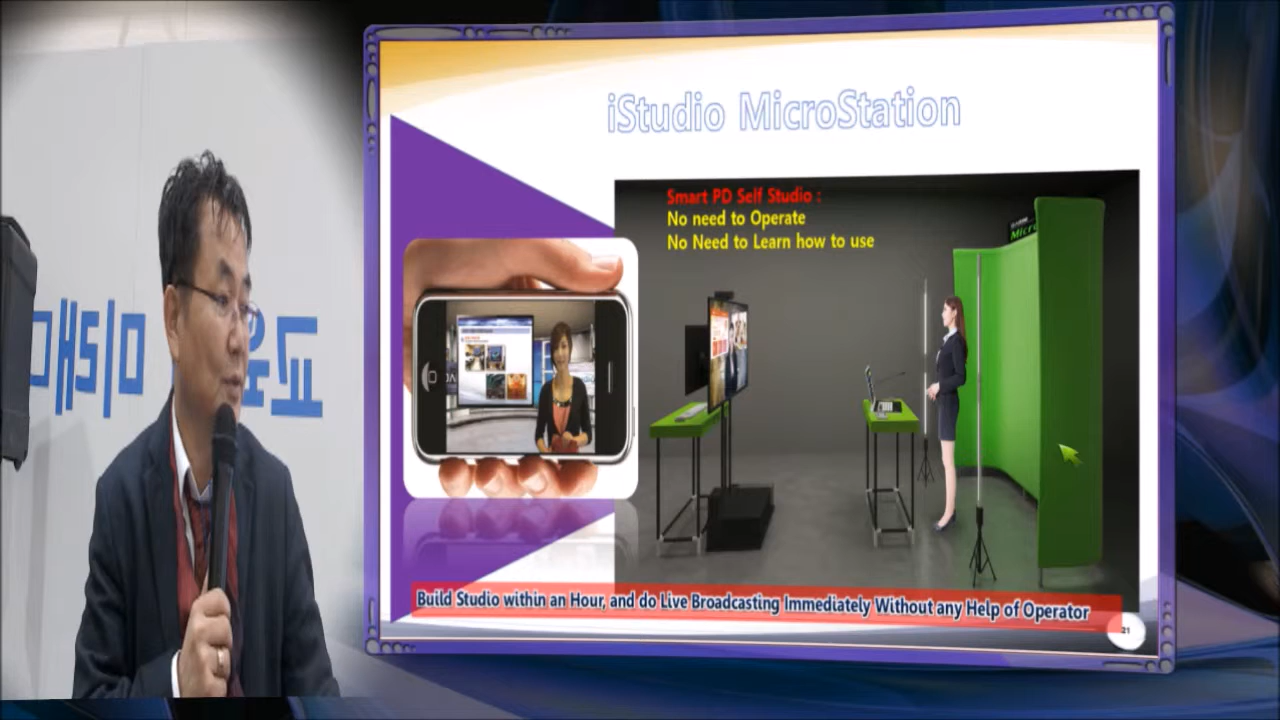 iStudio MicroStation
Smart PD Self Studio :
No need to Operate
No Need to Learn how to use
Micro
Build Studio within an Hour, and do Live Broadcasting Immediately Without any Help of Operator
21